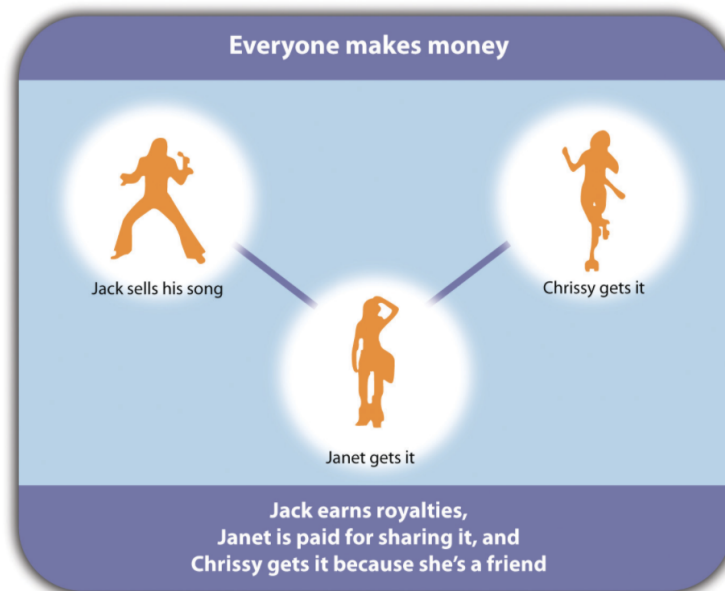 Everyone makes money
Jack sells his song
Chrissy gets it
Janet gets it
Jack earns royalties,
Janet is paid for sharing it, and
Chrissy gets it because she's a friend